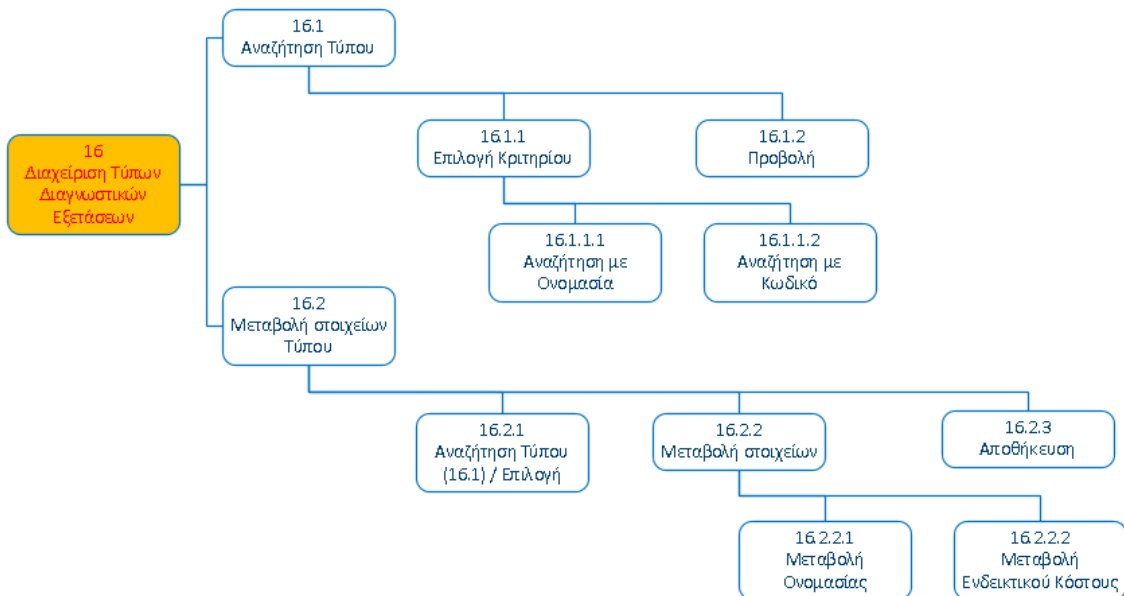 16.1
Αναζήτηση Τύπου
16.1.1
Επιλογή Κριτηρίου
16.1.2
Προβολή
16
Διαχείριση Τύπων
Διαγνωστικών
Εξετάσεων
16.1.1.1
Αναζήτηση με
Ονομασία
16.1.1.2
Αναζήτηση με
Κωδικό
16.2
Μεταβολή στοιχείων
Τύπου
16.2.1
Αναζήτηση Τύπου
(16.1) / Επιλογή
16.2.2
Μεταβολή στοιχείων
16.2.3
Αποθήκευση
16.2.2.1
Μεταβολή
Ονομασίας
16.2.2.2
Μεταβολή
Ενδεικτικού Κόστους